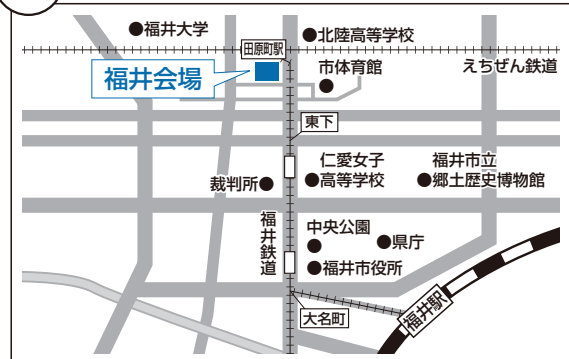 福井大学
北陸高等学校
田原町駅
福井会場
市体育館
えちぜん鉄道
東下
仁愛女子
高等学校
福井市立
郷土歴史博物館
裁判所
福井鉄道
中央公園
県庁
福井市役所
福井駅
大名町